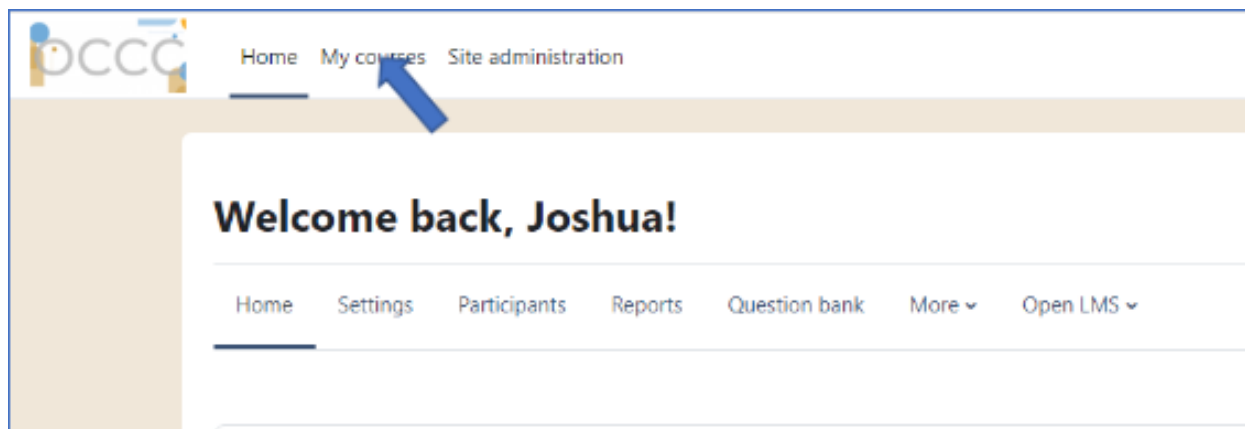 OCCC
Home My courses Site administration
Welcome back, Joshua!
Home Settings Participants Reports Question bank More Open LMS